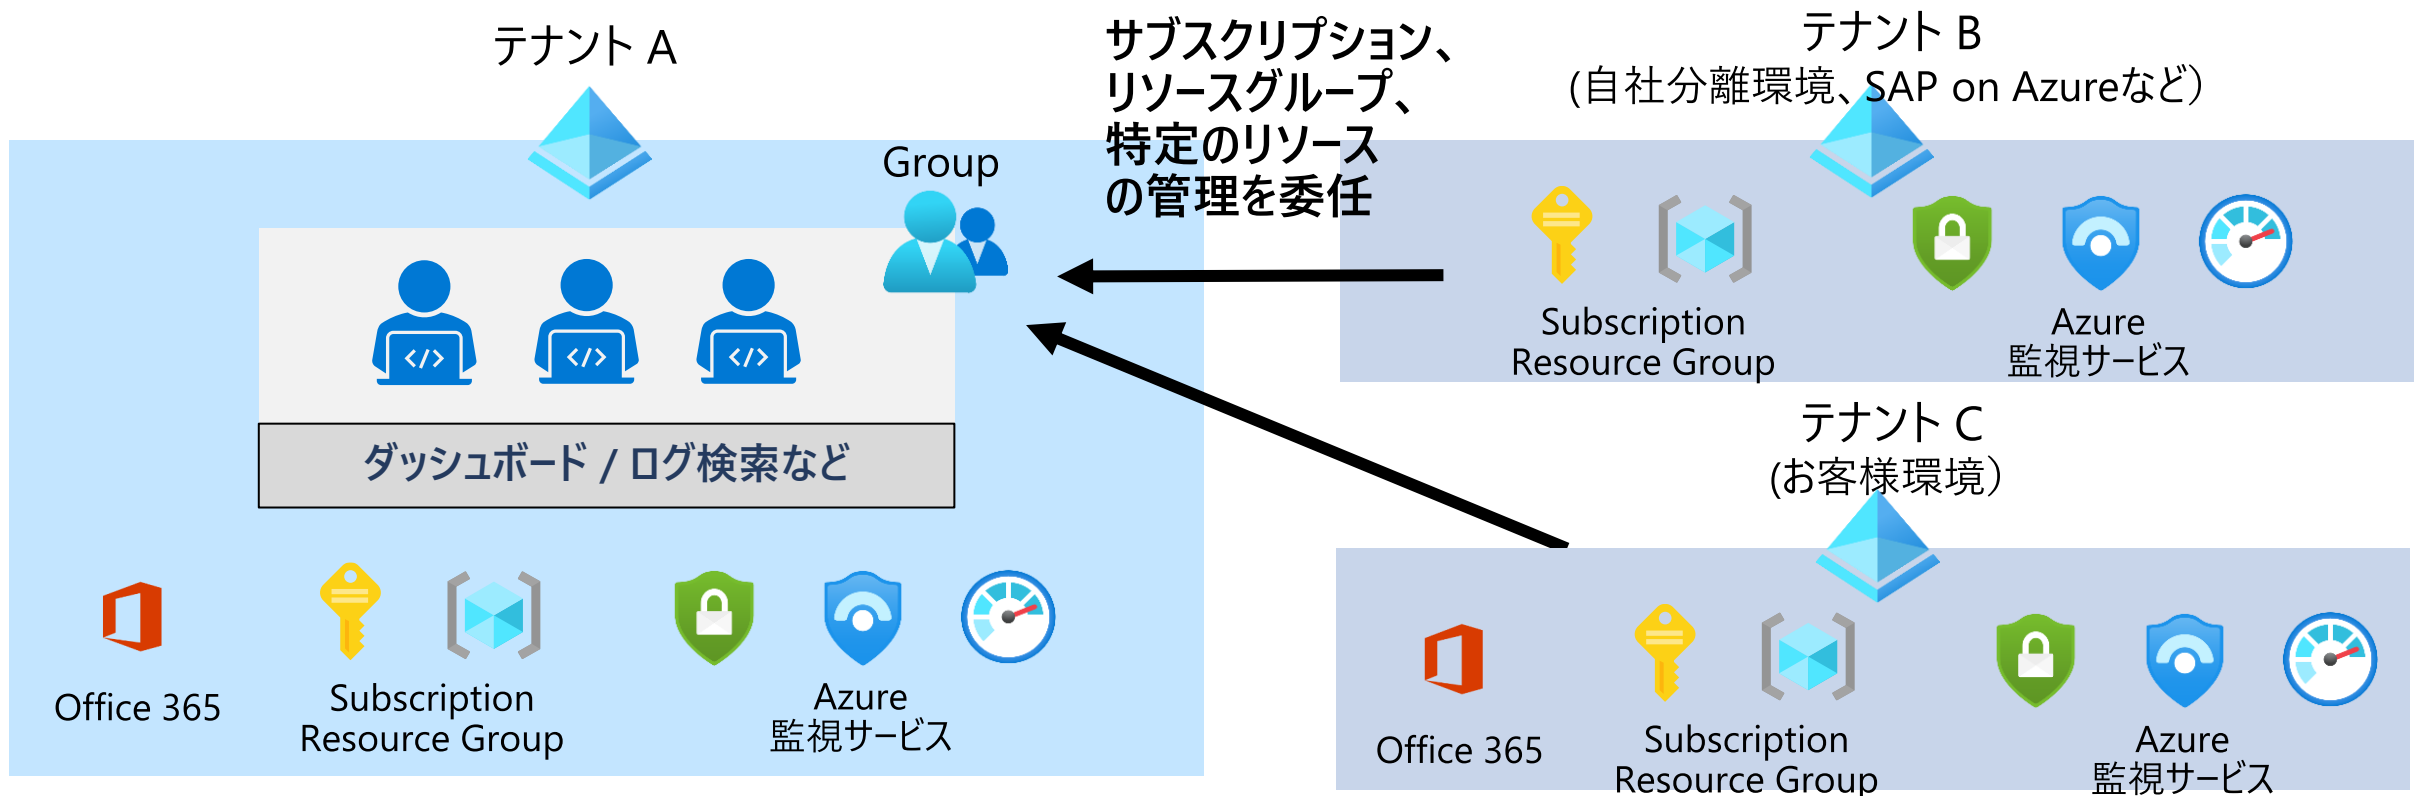 テナント A
Group
ダッシュボード / ログ検索など
Office 365
Subscription
Resource Group
Azure
監視サービス
サブスクリプション、
リソースグループ、
特定のリソース
の管理を委任
テナント B
(自社分離環境、SAP on Azureなど）
Subscription
Resource Group
Azure
監視サービス
テナント C
(お客様環境）
Office 365
Subscription
Resource Group
Azure
監視サービス